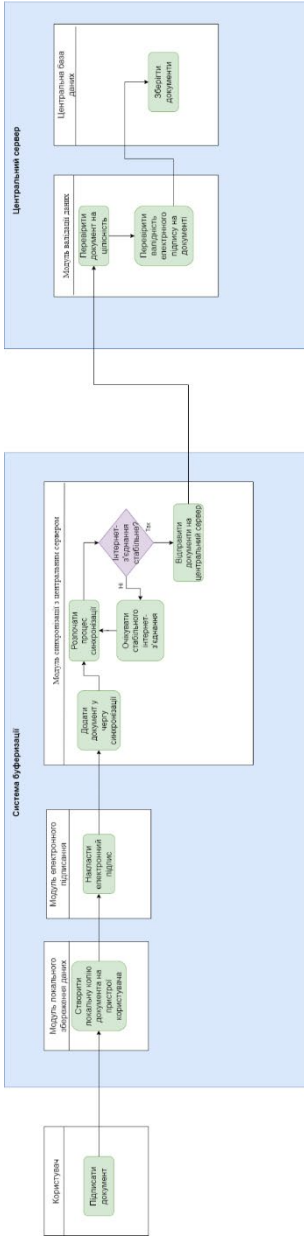 Користувач
Підписати
документ
Система буферизації
Модуль локального
збереження даних
Створити
локальну копію
документа на
пристрої
користувача
Модуль електронного
підписання
Накласти
електронний
підпис
Модуль синхронізації з центральним сервером
Додати
документ у
чергу
синхронізації
Розпочати
процес
синхронізації
Інтернет-
з'єднання
стабільне?
Ні
Так
Очікувати
стабільного
інтернет-
з'єднання
Відправити
документи на
центральний сервер
Центральний сервер
Модуль валідації даних
Перевірити
документ на
цілісність
Перевірити
валідність
електрнного
підпису на
документі
Центральна база
даних
Зберігти
документи